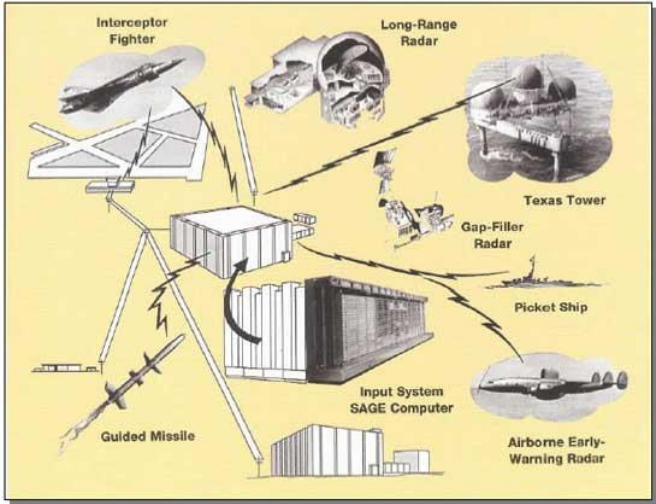 Interceptor
Fighter
Long-Range
Radar
Texas Tower
Gap-Filler
Radar
Picket Ship
Input System
SAGE Computer
Guided Missile
Airborne Early-
Warning Radar